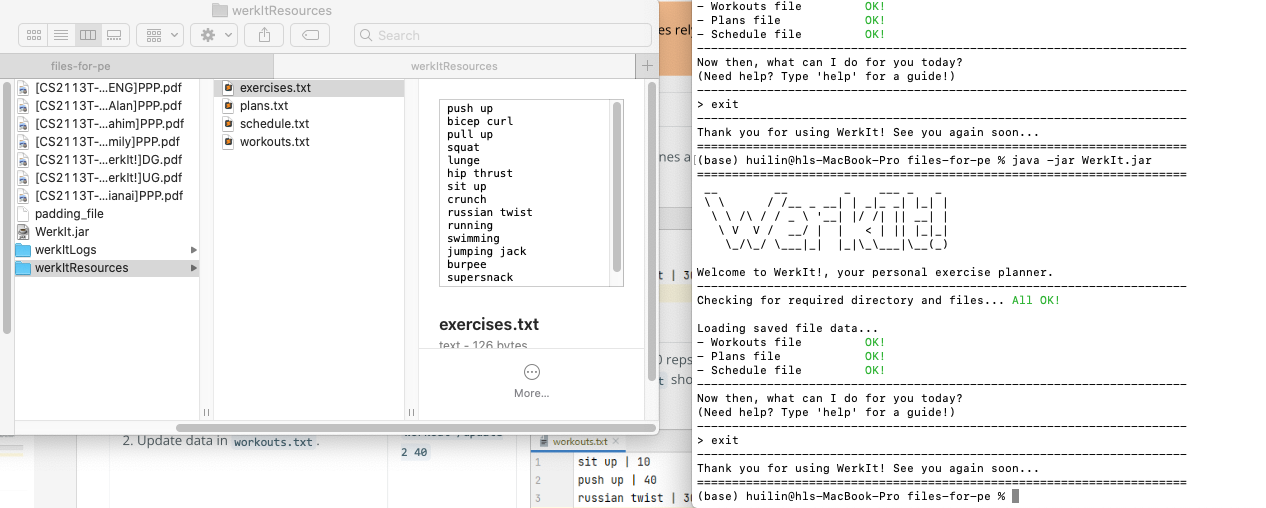 werkItResources
Search
files-for-pe
werkItResources
[CS2113T-...ENG]PPP.pdf
[CS2113T-...Alan]PPP.pdf
[CS2113T-...ahim]PPP.pdf
[CS2113T-...mily]PPP.pdf
[CS2113T-...erkIt!]DG.pdf
[CS2113T-...erkIt!]UG.pdf
[CS2113T-...ianai]PPP.pdf
padding_file
WerkIt.jar
werkItLogs
werkItResources
exercises.txt
plans.txt
schedule.txt
workouts.txt
push up
bicep curl
pull up
squat
lunge
hip thrust
sit up
crunch
russian twist
running
swimming
jumping jack
burpee
supersnack
exercises.txt
text - 126 bytes
More...
2. Update data in workouts.txt.
2 40
workouts.txt
1 sit up | 10
2 push up | 40
3 russian twist | 30
- Workouts file OK!
- Plans file OK!
- Schedule file OK!
Now then, what can I do for you today?
(Need help? Type 'help' for a guide!)
> exit
Thank you for using WerkIt! See you again soon...
(base) huilin@hls-MacBook-Pro files-for-pe % java -jar WerkIt.jar
Welcome to WerkIt!, your personal exercise planner.
Checking for required directory and files... All OK!
Loading saved file data...
- Workouts file OK!
- Plans file OK!
- Schedule file OK!
Now then, what can I do for you today?
(Need help? Type 'help' for a guide!)
> exit
Thank you for using WerkIt! See you again soon...
(base) huilin@hls-MacBook-Pro files-for-pe %